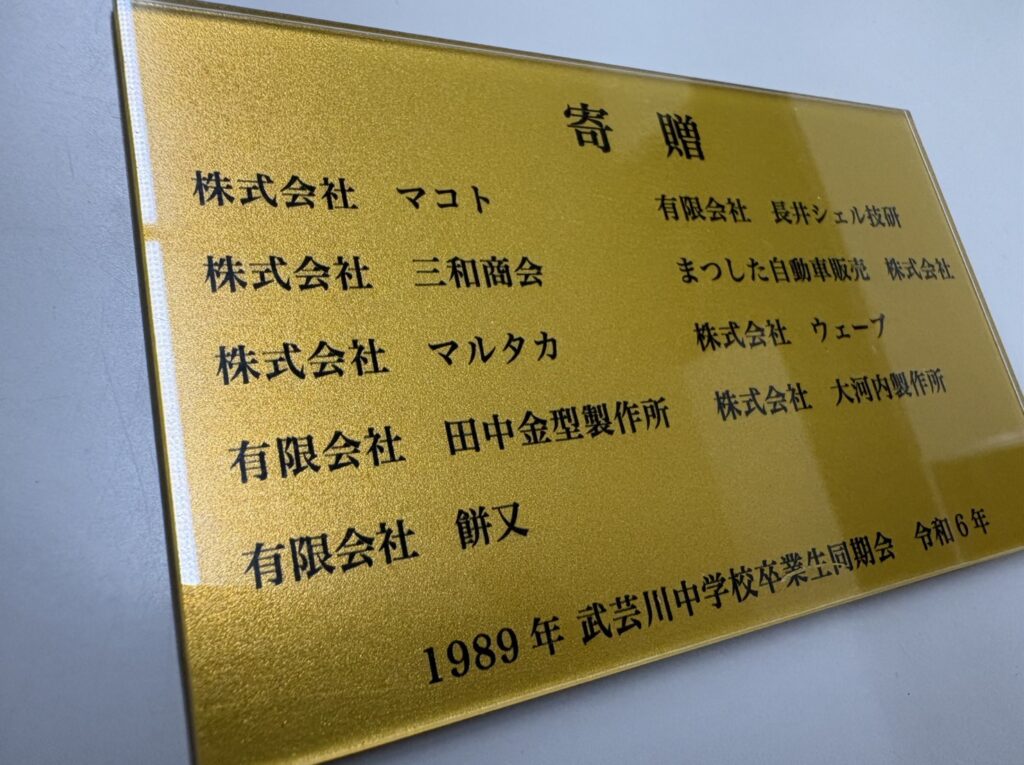 寄 贈
株式会社 マコト
株式会社 三和商会
株式会社 マルタカ
有限会社 田中金型製作所
有限会社 餅又
有限会社 長井シェル技研
まつした自動車販売 株式会社
株式会社 ウェーブ
株式会社 大河内製作所
1989年 武芸川中学校卒業生同期会 令和6年